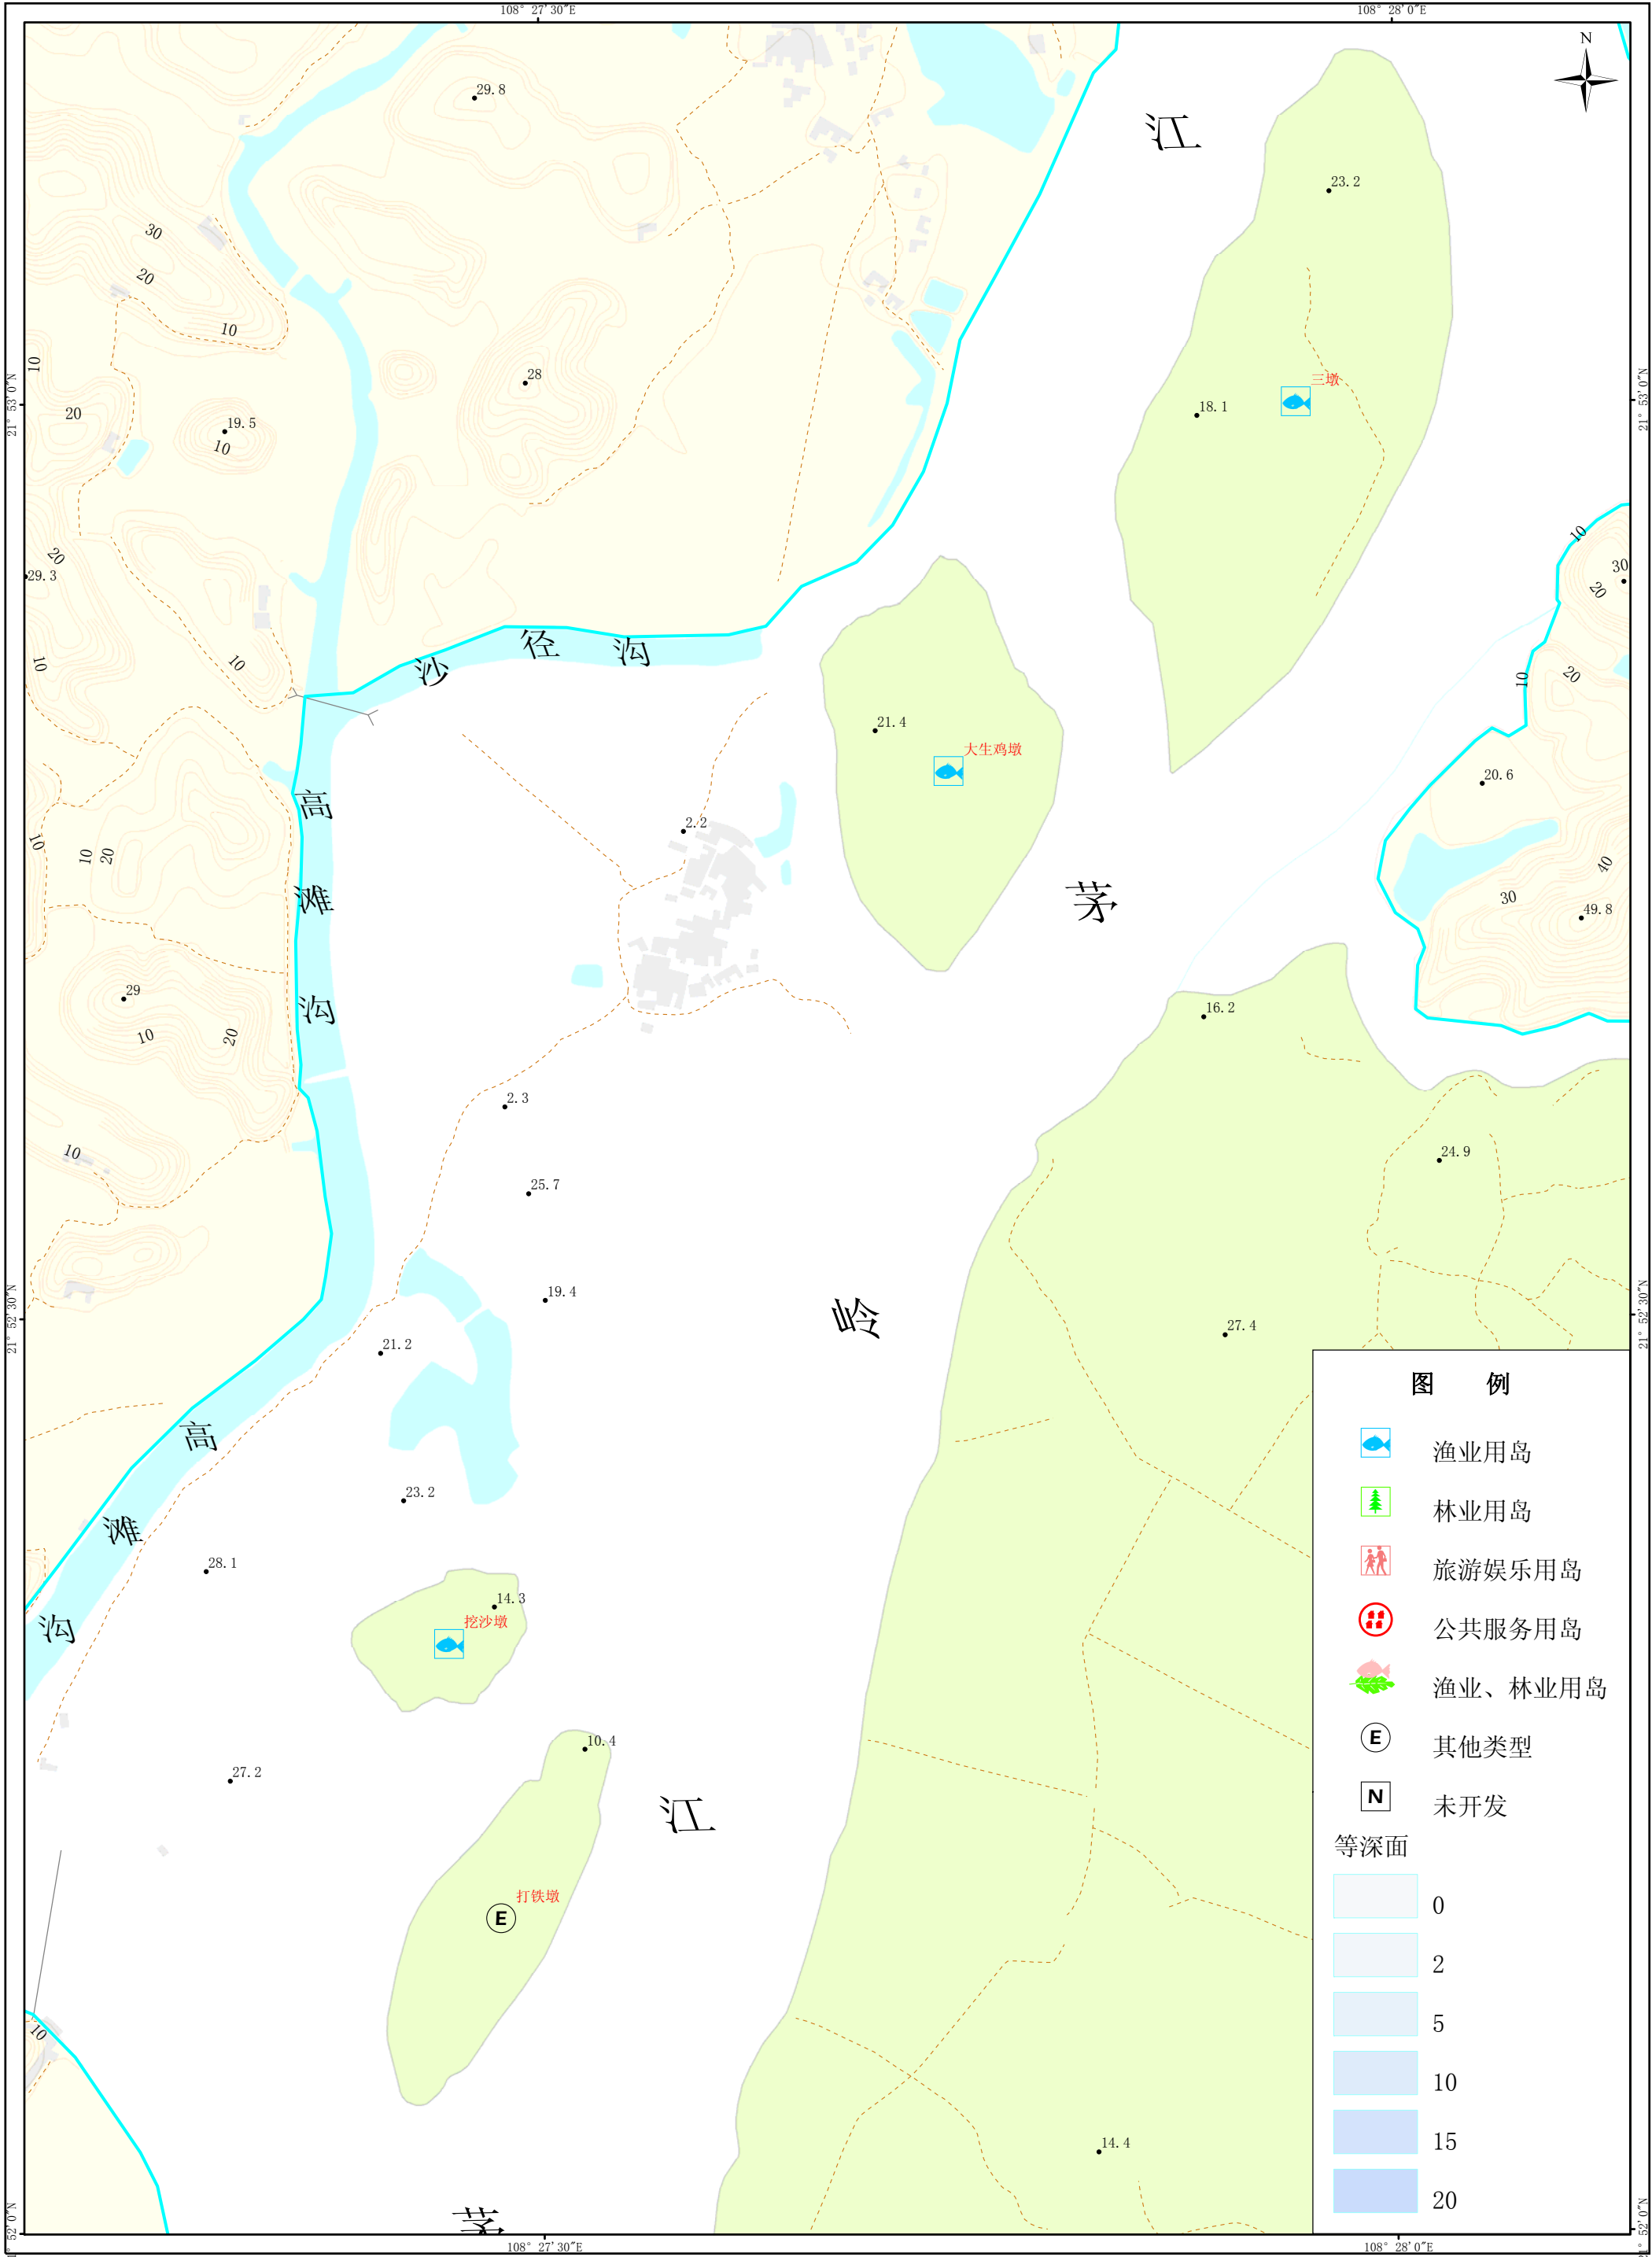 108° 27'30"E
108° 28'0"E
N
江
29.8
23.2
30
20
10
10
28
三墩
21° 53'0"N
21° 53'0"N
20
19.5
18.1
10
10
30
20
29.3
20
沙径沟
10
10
10
20
21.4
大生鸡墩
20.6
高滩沟
2.2
10
10
20
茅
40
30
49.8
29
16.2
10
20
2.3
10
24.9
25.7
岭
19.4
21° 52'30"N
21° 52'30"N
27.4
21.2
高滩沟
23.2
28.1
14.3
挖沙墩
10.4
27.2
江
打铁墩
E
10
14.4
茅
图 例
渔业用岛
林业用岛
旅游娱乐用岛
公共服务用岛
渔业、林业用岛
E 其他类型
N 未开发
等深面
0
2
5
10
15
20
52'0"N
21° 52'0"N
108° 27'30"E
108° 28'0"E